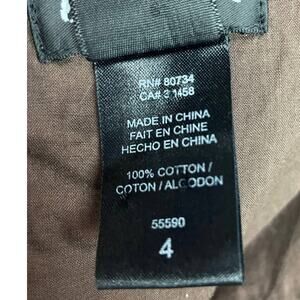 RN# 80734
CA# 31458
MADE IN CHINA
FAIT EN CHINE
HECHO EN CHINA
100% COTTON /
COTON / ALGODON
55590
4